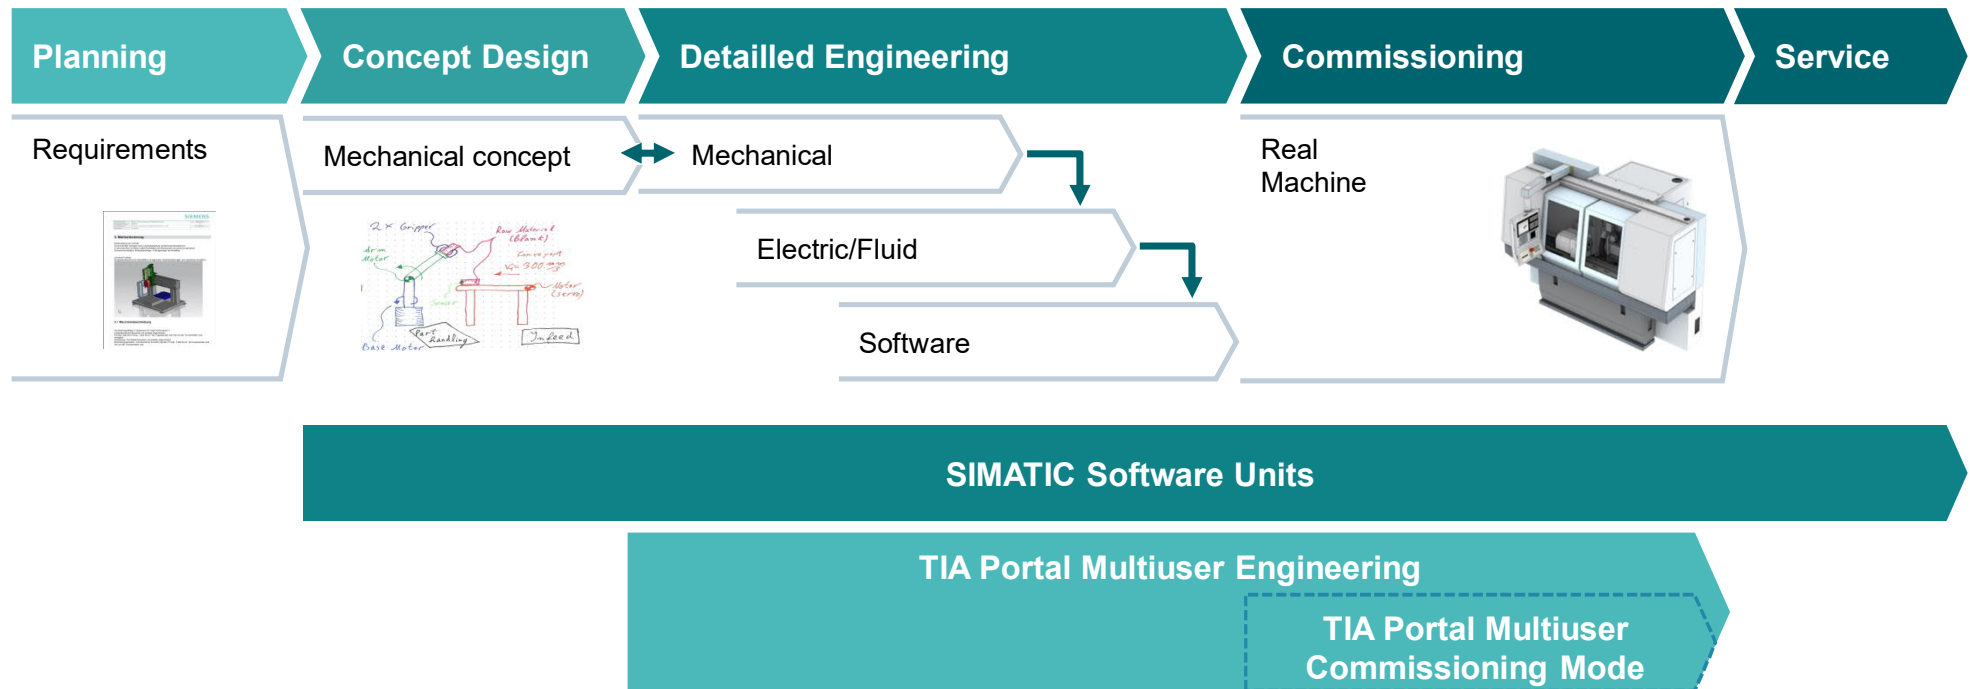 Planning
Concept Design
Detailled Engineering
Commissioning
Service
Requirements
Mechanical concept
Mechanical
Real
Machine
Electric/Fluid
Software
SIEMENS
2 x Gripper
Raw Material
(Blank)
Arm
Motor
Sensor
Motor
(servo)
Base-Motor
Part
handling
Infeed
SIMATIC Software Units
TIA Portal Multiuser Engineering
TIA Portal Multiuser
Commissioning Mode